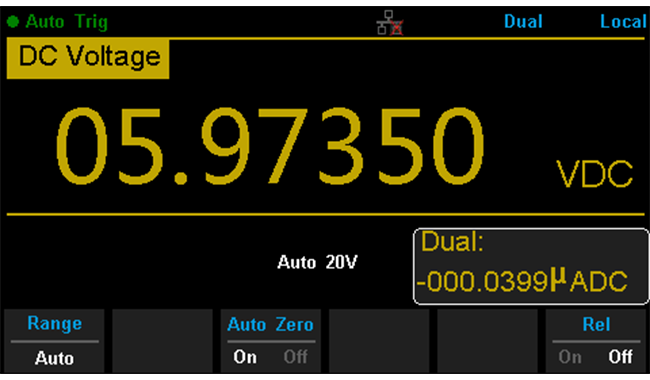 Auto Trig Dual Local
DC Voltage
05.97350 VDC
Dual:
Auto 20V
-000.0399μADC
Range Auto Zero Rel
Auto On Off On Off